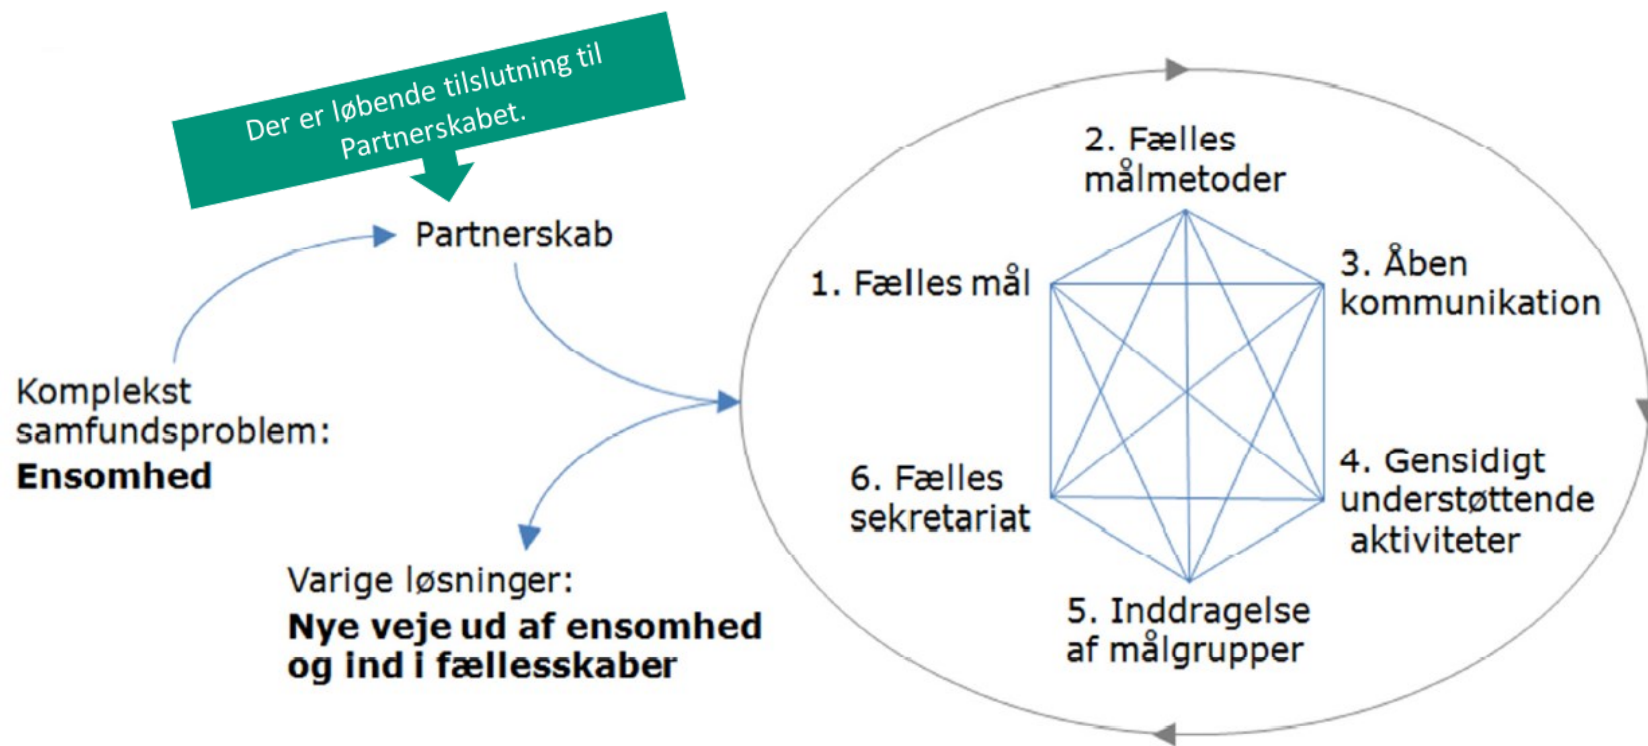 Der er løbende tilslutning til
Partnerskabet.
Partnerskab
Komplekst
samfundsproblem:
Ensomhed
Varige løsninger:
Nye veje ud af ensomhed
og ind i fællesskaber
1. Fælles mål
2. Fælles
målmetoder
3. Åben
kommunikation
4. Gensidigt
understøttende
aktiviteter
5. Inddragelse
af målgrupper
6. Fælles
sekretariat